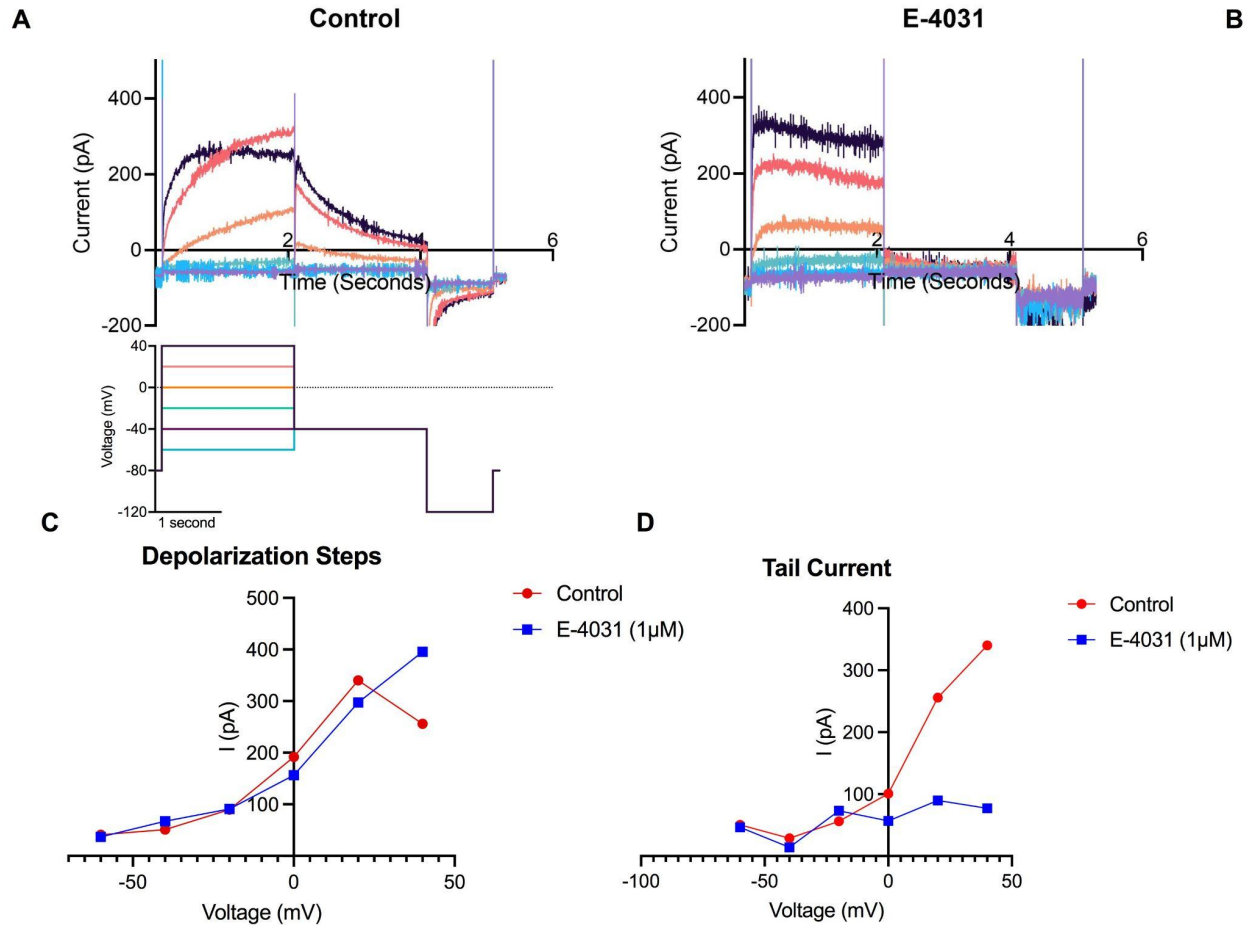 A
Control
E-4031
B
Current (pA)
400
200
0
-200
2
6
Time (Seconds)
Current (pA)
400
200
0
-200
2
4
6
Time (Seconds)
Voltage (mV)
40
0
-40
-80
-120
1 second
C
Depolarization Steps
Control
E-4031 (1µM)
I (pA)
500
400
300
200
100
-50
0
50
Voltage (mV)
D
Tail Current
Control
E-4031 (1µM)
I (pA)
400
300
200
100
-100
-50
0
50
Voltage (mV)